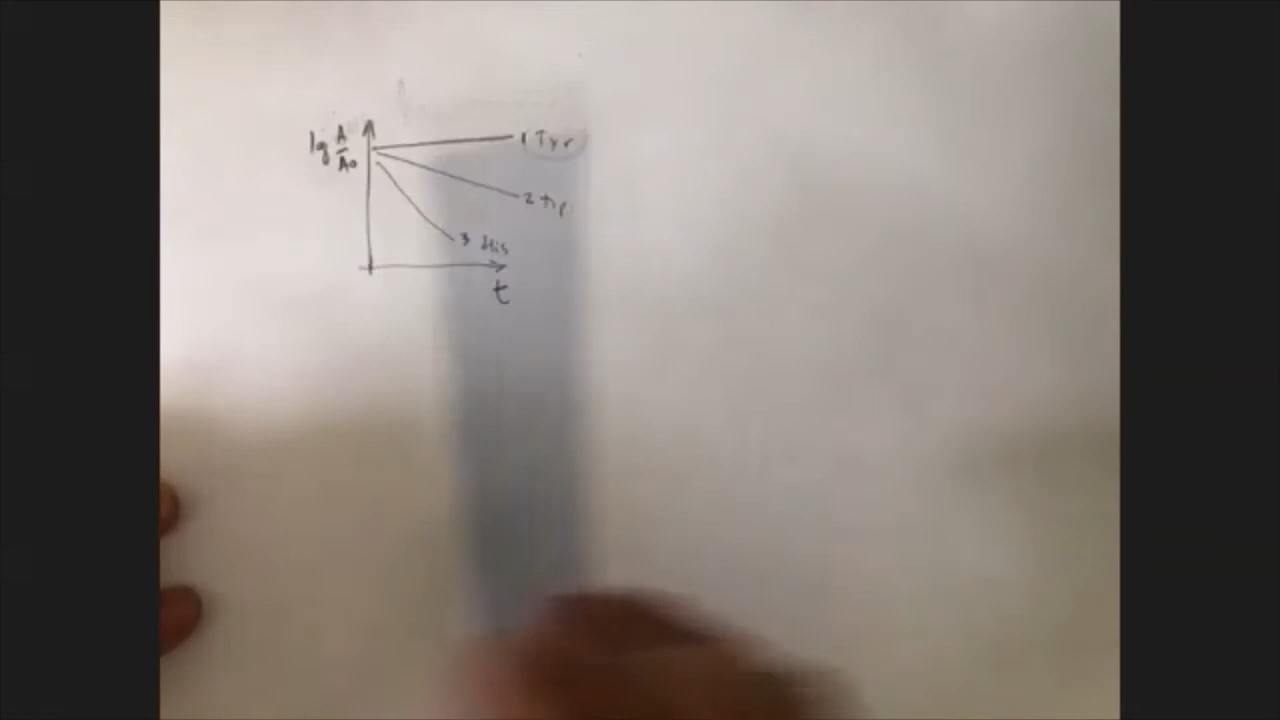 lg A/A₀
1 Tyr
2 trp
3 His
t